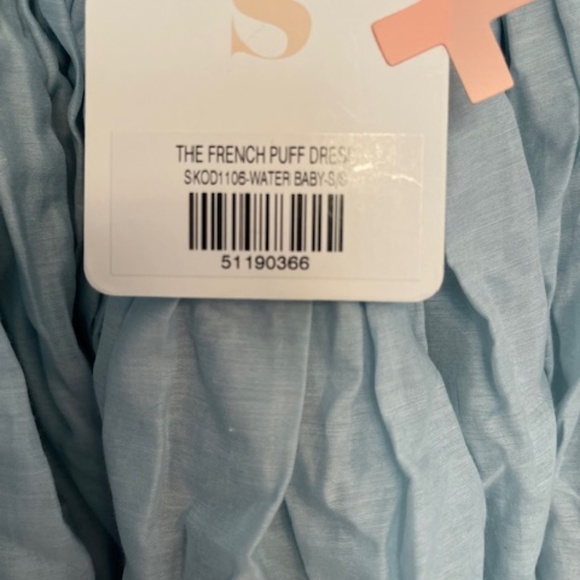 S
THE FRENCH PUFF DRESS
SKOD1106-WATER BABY-S/S
51190366